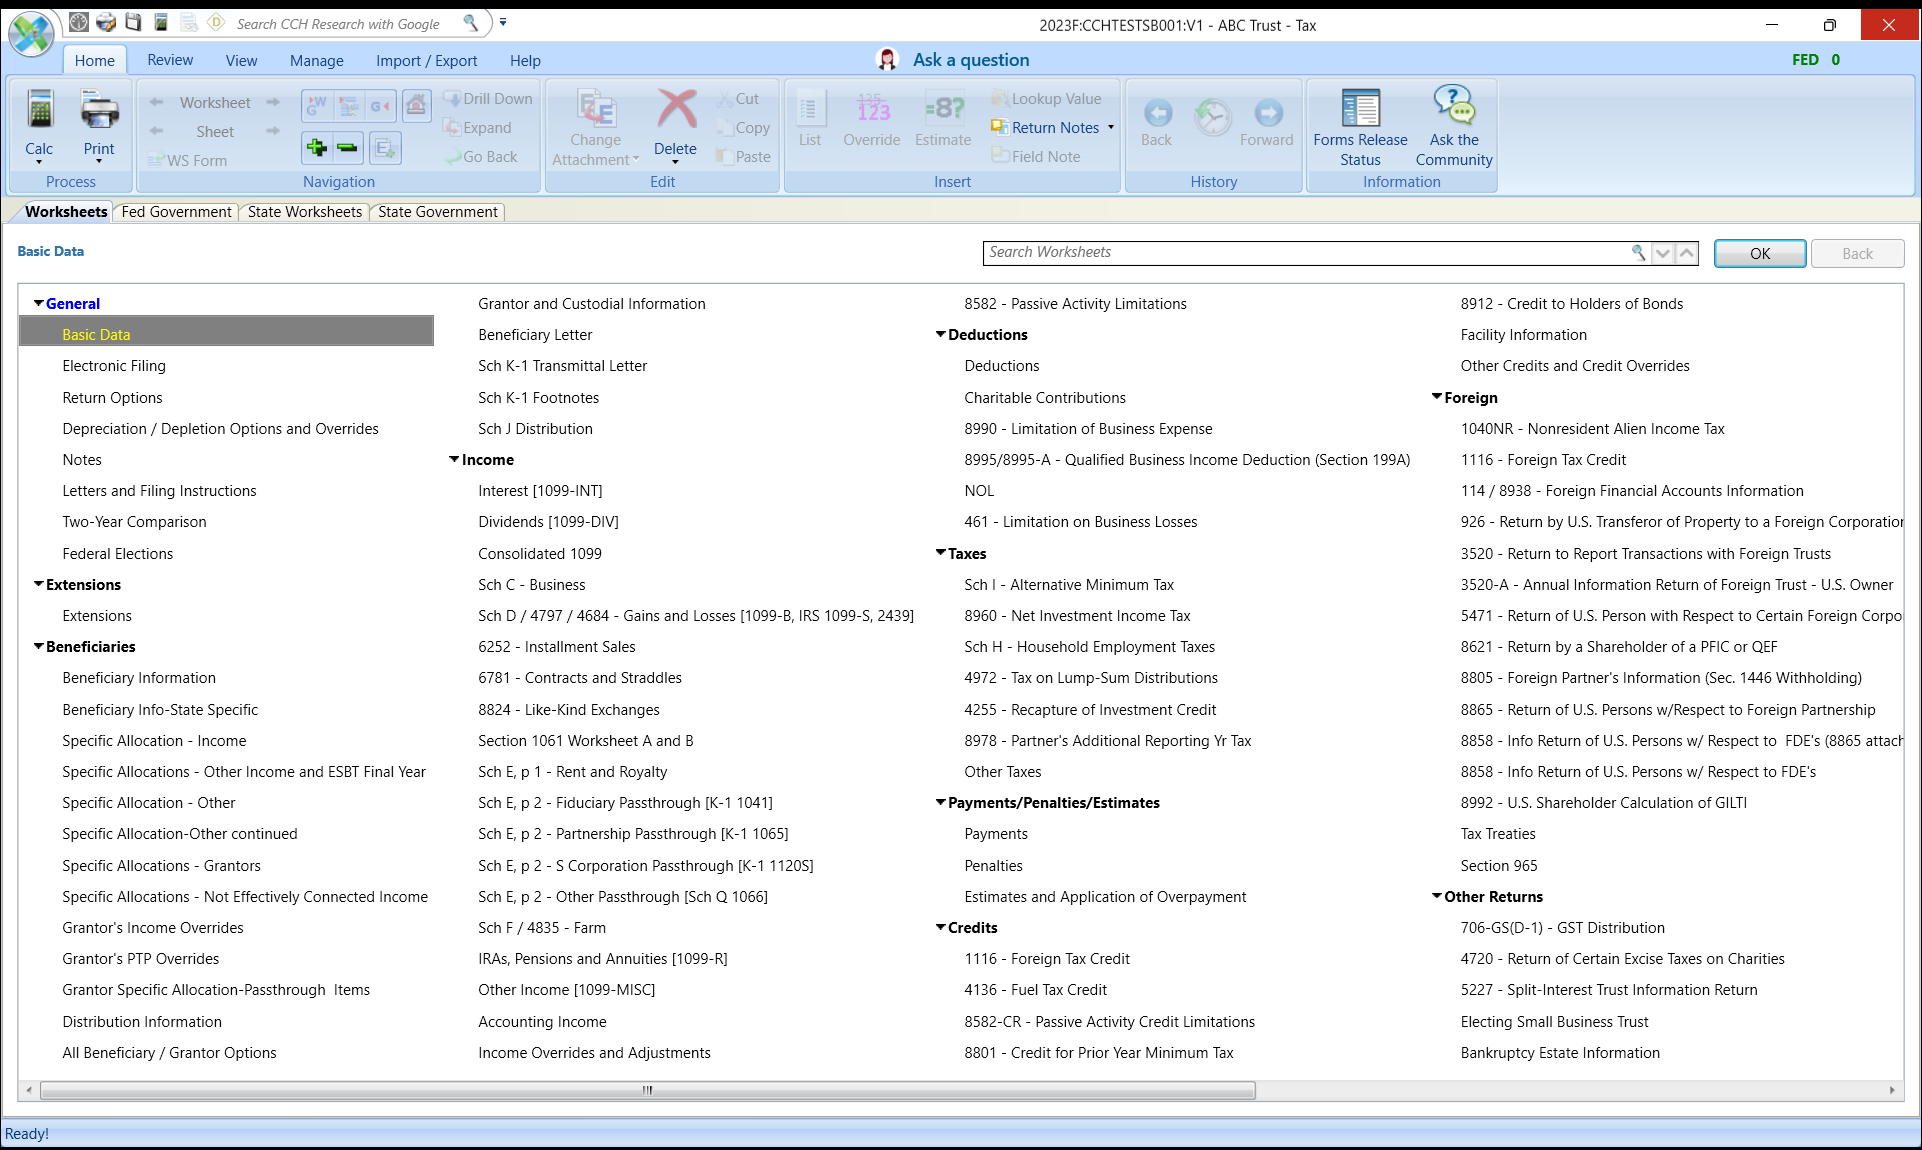 Search CCH Research with Google
2023F:CCHTESTSB001:V1 - ABC Trust - Tax
Home
Review
View
Manage
Import / Export
Help
Ask a question
FED 0
Calc
Print
Process
Worksheet
Sheet
WS Form
Drill Down
Expand
Go Back
Navigation
Change
Attachment
Delete
Cut
Copy
Paste
Edit
List
Override
Estimate
Lookup Value
Return Notes
Field Note
Insert
Back
Forward
History
Forms Release
Status
Ask the
Community
Information
Worksheets
Fed Government
State Worksheets
State Government
Basic Data
Search Worksheets
OK
Back
General
Basic Data
Electronic Filing
Return Options
Depreciation / Depletion Options and Overrides
Notes
Letters and Filing Instructions
Two-Year Comparison
Federal Elections
Extensions
Extensions
Beneficiaries
Beneficiary Information
Beneficiary Info-State Specific
Specific Allocation - Income
Specific Allocations - Other Income and ESBT Final Year
Specific Allocation - Other
Specific Allocation-Other continued
Specific Allocations - Grantors
Specific Allocations - Not Effectively Connected Income
Grantor's Income Overrides
Grantor's PTP Overrides
Grantor Specific Allocation-Passthrough  Items
Distribution Information
All Beneficiary / Grantor Options
Grantor and Custodial Information
Beneficiary Letter
Sch K-1 Transmittal Letter
Sch K-1 Footnotes
Sch J Distribution
Income
Interest [1099-INT]
Dividends [1099-DIV]
Consolidated 1099
Sch C - Business
Sch D / 4797 / 4684 - Gains and Losses [1099-B, IRS 1099-S, 2439]
6252 - Installment Sales
6781 - Contracts and Straddles
8824 - Like-Kind Exchanges
Section 1061 Worksheet A and B
Sch E, p 1 - Rent and Royalty
Sch E, p 2 - Fiduciary Passthrough [K-1 1041]
Sch E, p 2 - Partnership Passthrough [K-1 1065]
Sch E, p 2 - S Corporation Passthrough [K-1 1120S]
Sch E, p 2 - Other Passthrough [Sch Q 1066]
Sch F / 4835 - Farm
IRAs, Pensions and Annuities [1099-R]
Other Income [1099-MISC]
Accounting Income
Income Overrides and Adjustments
8582 - Passive Activity Limitations
Deductions
Deductions
Charitable Contributions
8990 - Limitation of Business Expense
8995/8995-A - Qualified Business Income Deduction (Section 199A)
NOL
461 - Limitation on Business Losses
Taxes
Sch I - Alternative Minimum Tax
8960 - Net Investment Income Tax
Sch H - Household Employment Taxes
4972 - Tax on Lump-Sum Distributions
4255 - Recapture of Investment Credit
8978 - Partner's Additional Reporting Yr Tax
Other Taxes
Payments/Penalties/Estimates
Payments
Penalties
Estimates and Application of Overpayment
Credits
1116 - Foreign Tax Credit
4136 - Fuel Tax Credit
8582-CR - Passive Activity Credit Limitations
8801 - Credit for Prior Year Minimum Tax
8912 - Credit to Holders of Bonds
Facility Information
Other Credits and Credit Overrides
Foreign
1040NR - Nonresident Alien Income Tax
1116 - Foreign Tax Credit
114 / 8938 - Foreign Financial Accounts Information
926 - Return by U.S. Transferor of Property to a Foreign Corporation
3520 - Return to Report Transactions with Foreign Trusts
3520-A - Annual Information Return of Foreign Trust - U.S. Owner
5471 - Return of U.S. Person with Respect to Certain Foreign Corpo
8621 - Return by a Shareholder of a PFIC or QEF
8805 - Foreign Partner's Information (Sec. 1446 Withholding)
8865 - Return of U.S. Persons w/Respect to Foreign Partnership
8858 - Info Return of U.S. Persons w/ Respect to  FDE's (8865 attach
8858 - Info Return of U.S. Persons w/ Respect to FDE's
8992 - U.S. Shareholder Calculation of GILTI
Tax Treaties
Section 965
Other Returns
706-GS(D-1) - GST Distribution
4720 - Return of Certain Excise Taxes on Charities
5227 - Split-Interest Trust Information Return
Electing Small Business Trust
Bankruptcy Estate Information
Ready!